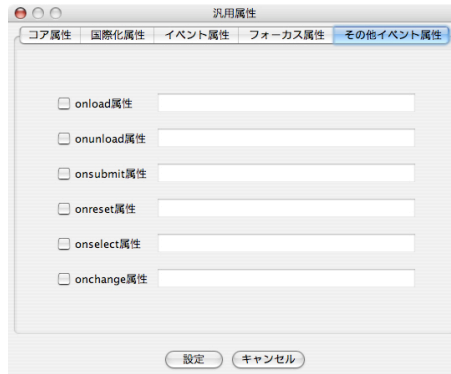 汎用属性
コア属性 国際化属性 イベント属性 フォーカス属性 その他イベント属性
onload属性
onunload属性
onsubmit属性
onreset属性
onselect属性
onchange属性
設定 キャンセル